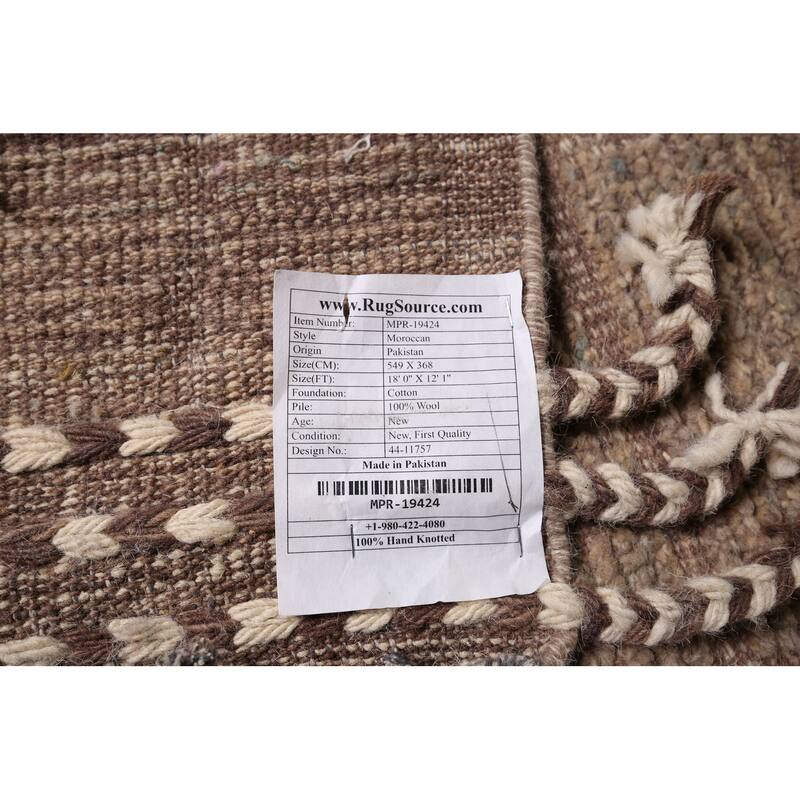 www.RugSource.com
Item Number: MPR-19424
Style Moroccan
Origin Pakistan
Size(CM): 549 X 368
Size(FT): 18' 0" X 12' 1"
Foundation: Cotton
Pile: 100% Wool
Age: New
Condition: New, First Quality
Design No.: 44-11757
Made in Pakistan
MPR-19424
+1-980-422-4080
100% Hand Knotted